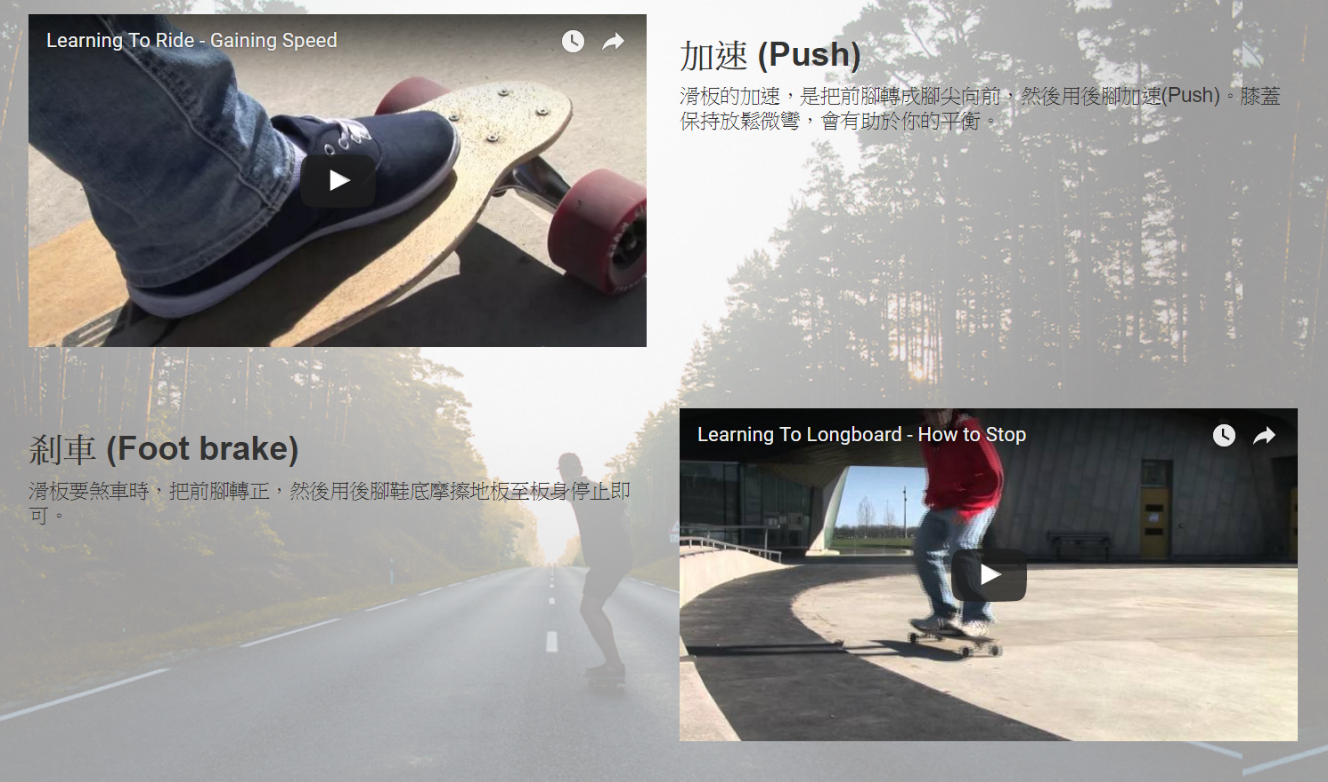 Learning To Ride - Gaining Speed
加速 (Push)
滑板的加速，是把前腳轉成腳尖向前，然後用後腳加速(Push)。膝蓋
保持放鬆微彎，會有助於你的平衡。
剎車 (Foot brake)
滑板要煞車時，把前腳轉正，然後用後腳鞋底摩擦地板至板身停止即
可。
Learning To Longboard - How to Stop